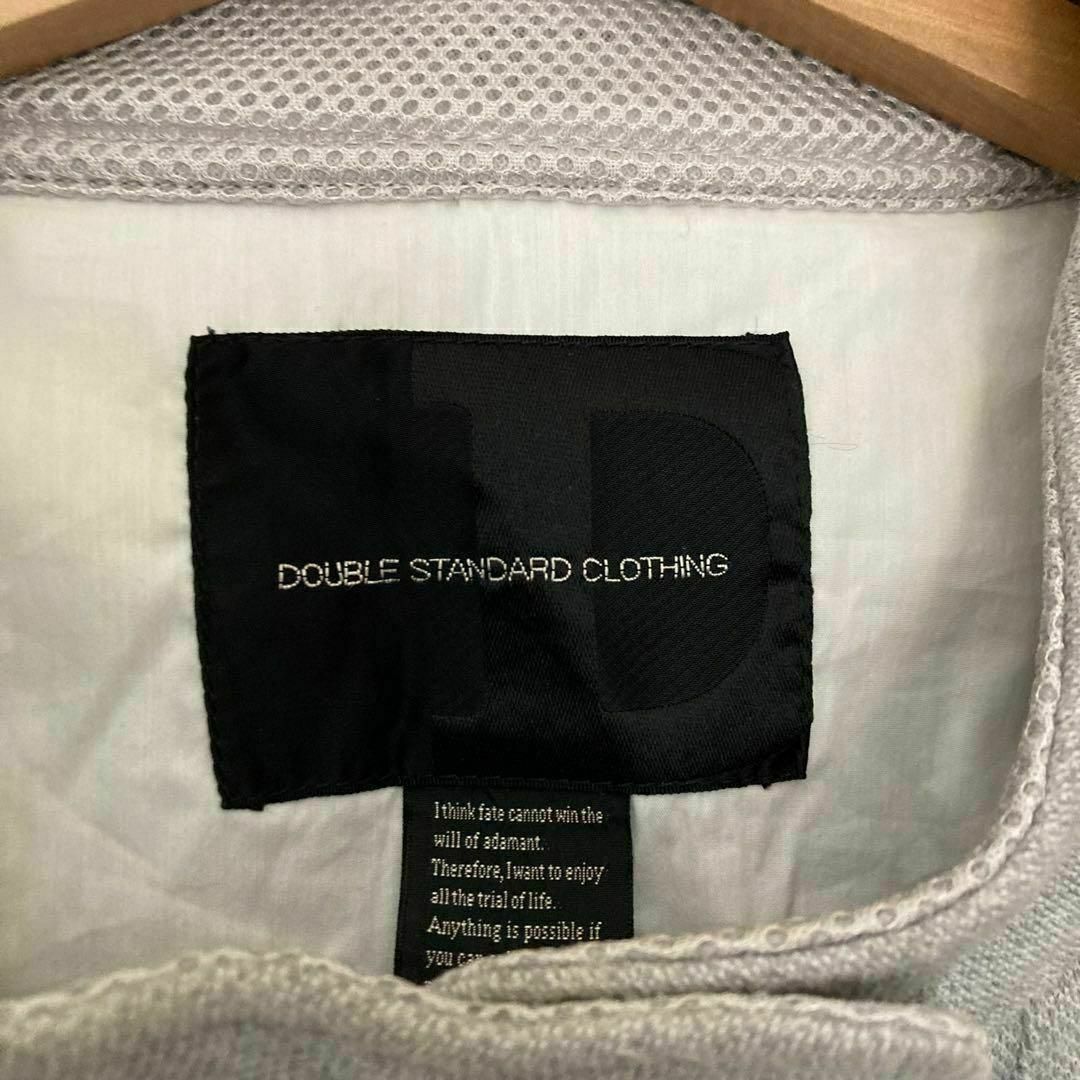 D
DOUBLE STANDARD CLOTHING
I think fate cannot win the
will of adamant.
Therefore, I want to enjoy
all the trial of life.
Anything is possible if
you